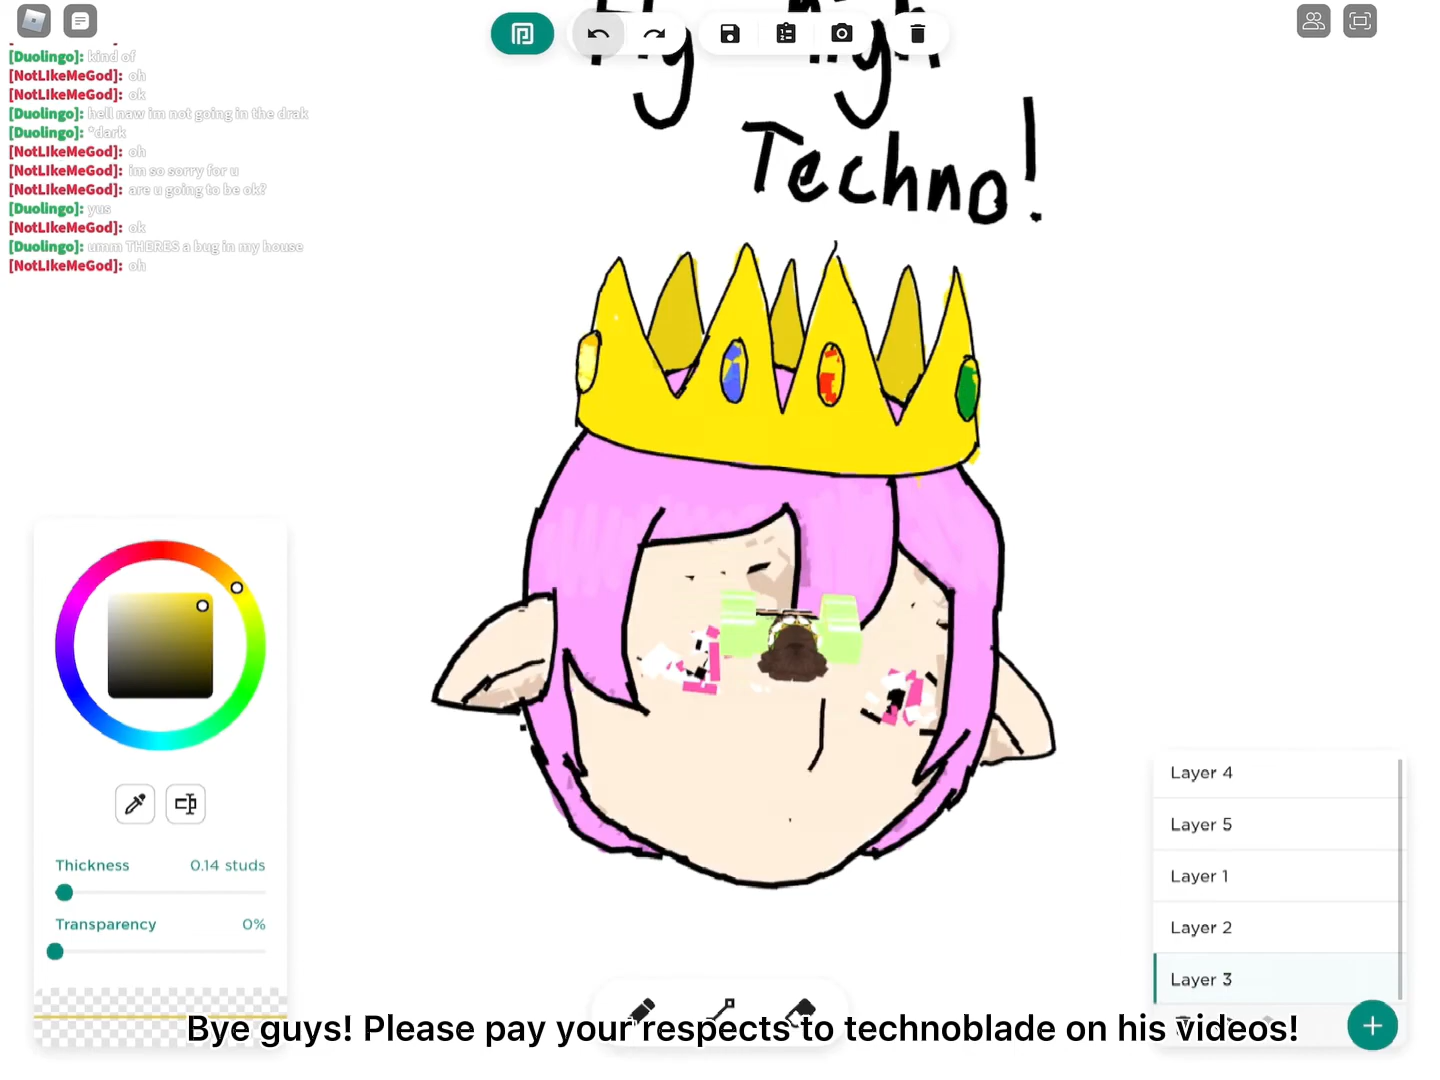 Fly high
Techno!
[Duolingo]: kind of
[NotLIkeMeGod]: oh
[NotLIkeMeGod]: ok
[Duolingo]: hell naw im not going in the drak
[Duolingo]: *dark
[NotLIkeMeGod]: oh
[NotLIkeMeGod]: im so sorry for u
[NotLIkeMeGod]: are u going to be ok?
[Duolingo]: yus
[NotLIkeMeGod]: ok
[Duolingo]: umm THERES a bug in my house
[NotLIkeMeGod]: oh
Thickness 0.14 studs
Transparency 0%
Layer 4
Layer 5
Layer 1
Layer 2
Layer 3
Bye guys! Please pay your respects to technoblade on his videos!